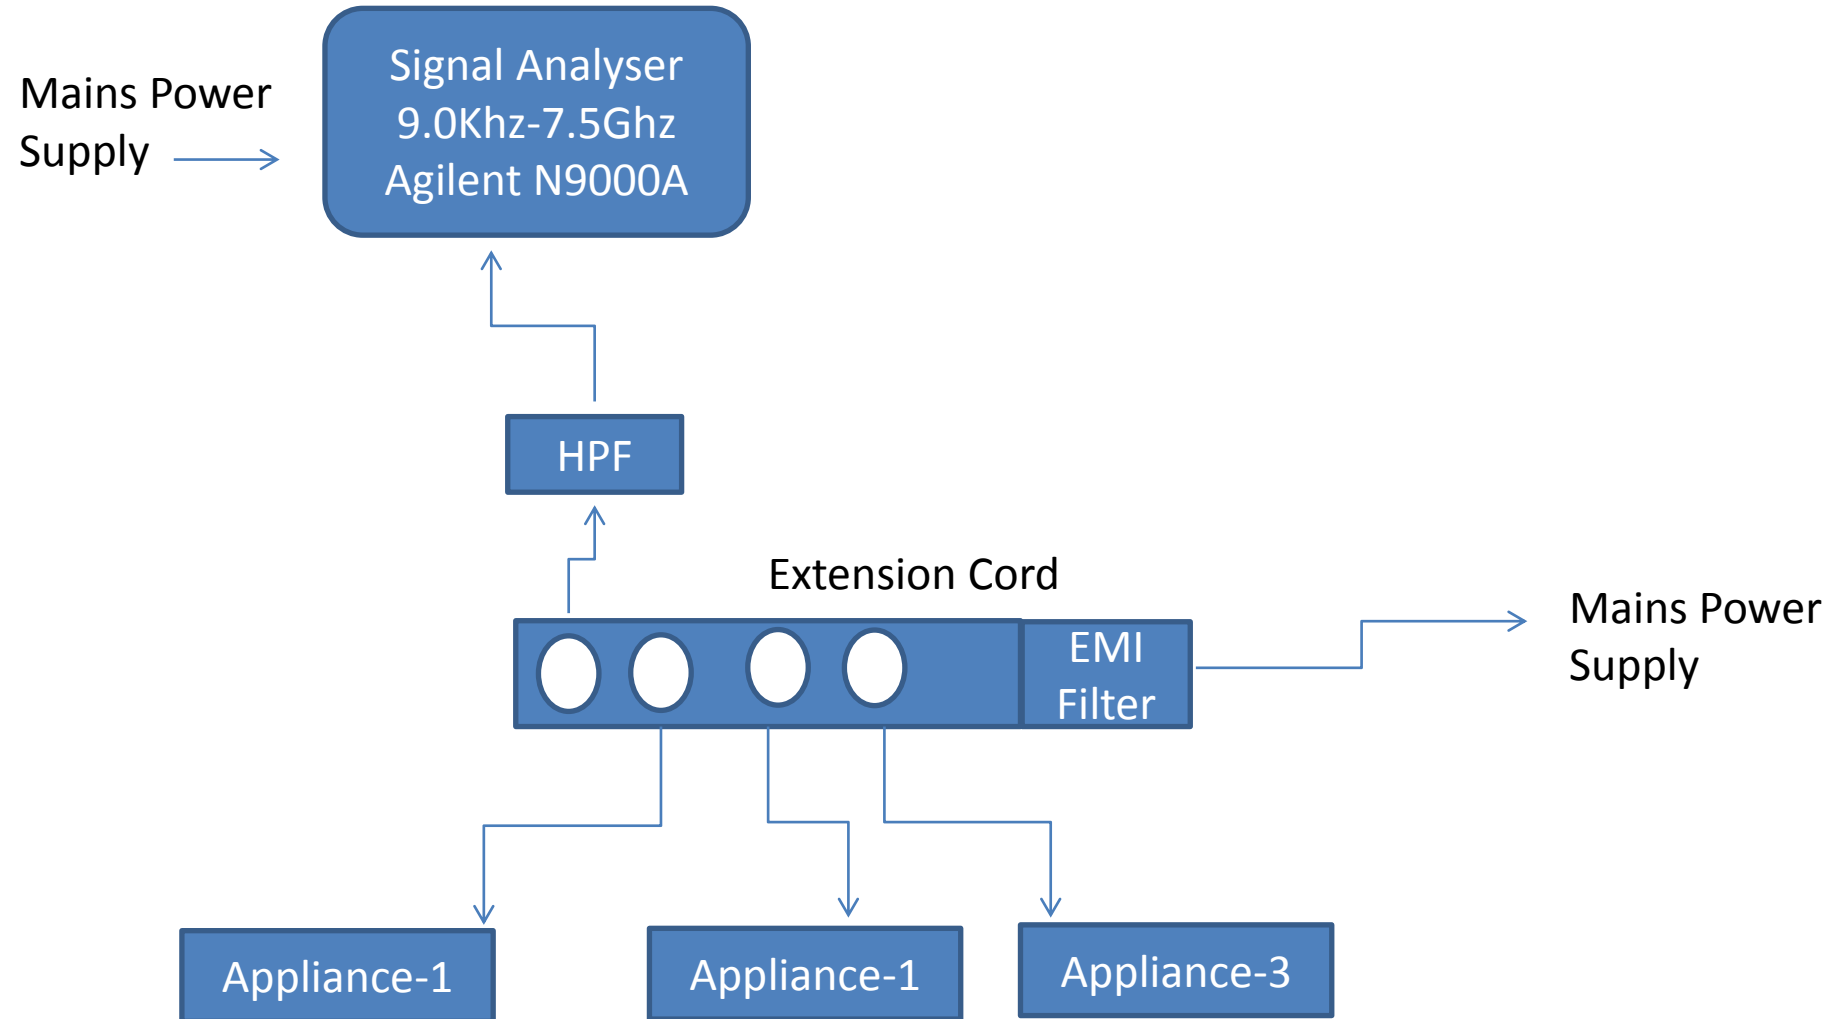 Mains Power
Supply
Signal Analyser
9.0Khz-7.5Ghz
Agilent N9000A
HPF
Extension Cord
EMI
Filter
Mains Power
Supply
Appliance-1
Appliance-1
Appliance-3